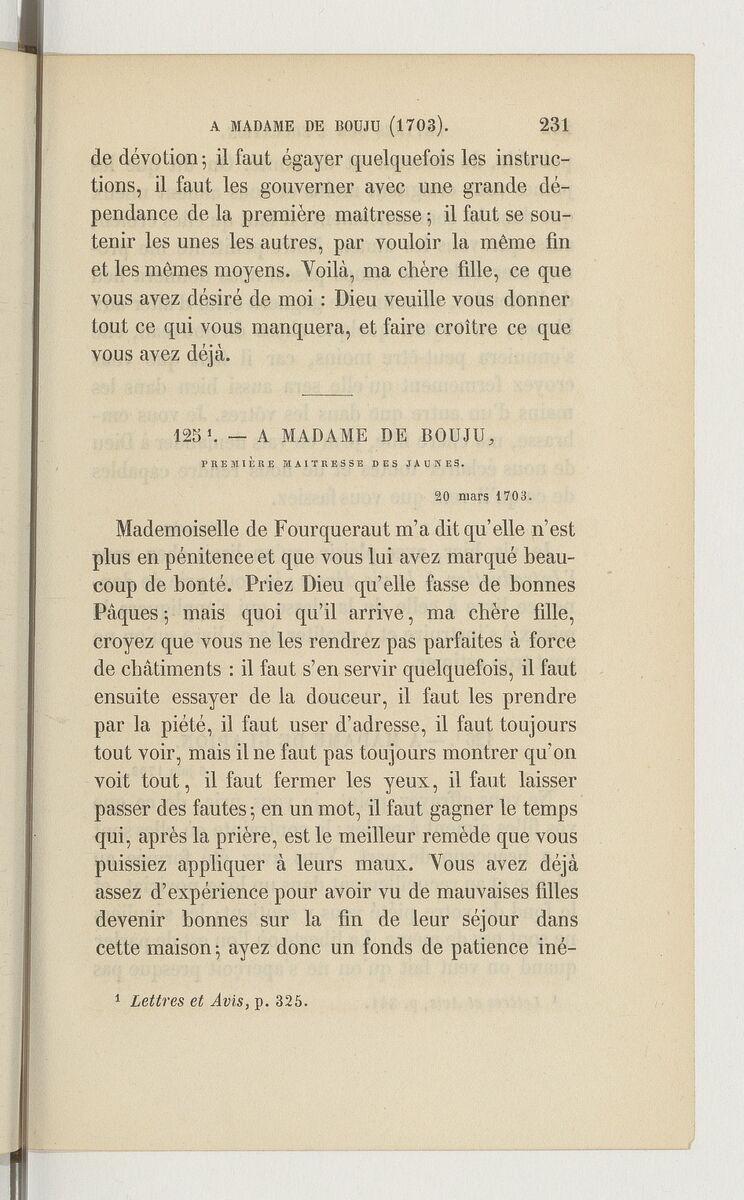 A MADAME DE BOUJU (1703). 231
de dévotion; il faut égayer quelquefois les instruc-
tions, il faut les gouverner avec une grande dé-
pendance de la première maîtresse; il faut se sou-
tenir les unes les autres, par vouloir la même fin
et les mêmes moyens. Voilà, ma chère fille, ce que
vous avez désiré de moi : Dieu veuille vous donner
tout ce qui vous manquera, et faire croître ce que
vous avez déjà.
125¹. — A MADAME DE BOUJU,
PREMIÈRE MAITRESSE DES JAUNES.
20 mars 1703.
Mademoiselle de Fourqueraut m'a dit qu'elle n'est
plus en pénitence et que vous lui avez marqué beau-
coup de bonté. Priez Dieu qu'elle fasse de bonnes
Pâques; mais quoi qu'il arrive, ma chère fille,
croyez que vous ne les rendrez pas parfaites à force
de châtiments : il faut s'en servir quelquefois, il faut
ensuite essayer de la douceur, il faut les prendre
par la piété, il faut user d'adresse, il faut toujours
tout voir, mais il ne faut pas toujours montrer qu'on
voit tout, il faut fermer les yeux, il faut laisser
passer des fautes; en un mot, il faut gagner le temps
qui, après la prière, est le meilleur remède que vous
puissiez appliquer à leurs maux. Vous avez déjà
assez d'expérience pour avoir vu de mauvaises filles
devenir bonnes sur la fin de leur séjour dans
cette maison; ayez donc un fonds de patience iné-
¹ Lettres et Avis, p. 325.